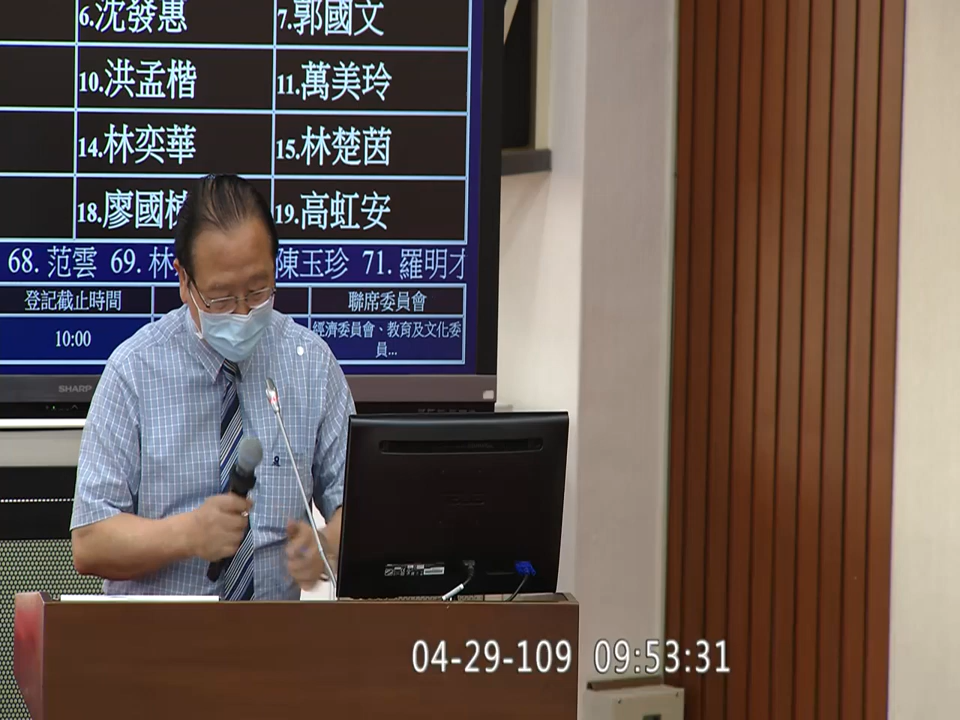 6.沈發惠 7.郭國文
10.洪孟楷 11.萬美玲
14.林奕華 15.林楚茵
18.廖國 19.高虹安
68. 范雲 69. 林 陳玉珍 71. 羅明才
登記截止時間 聯席委員會
10:00 經濟委員會、教育及文化委
員...
SHARP
04-29-109 09:53:31